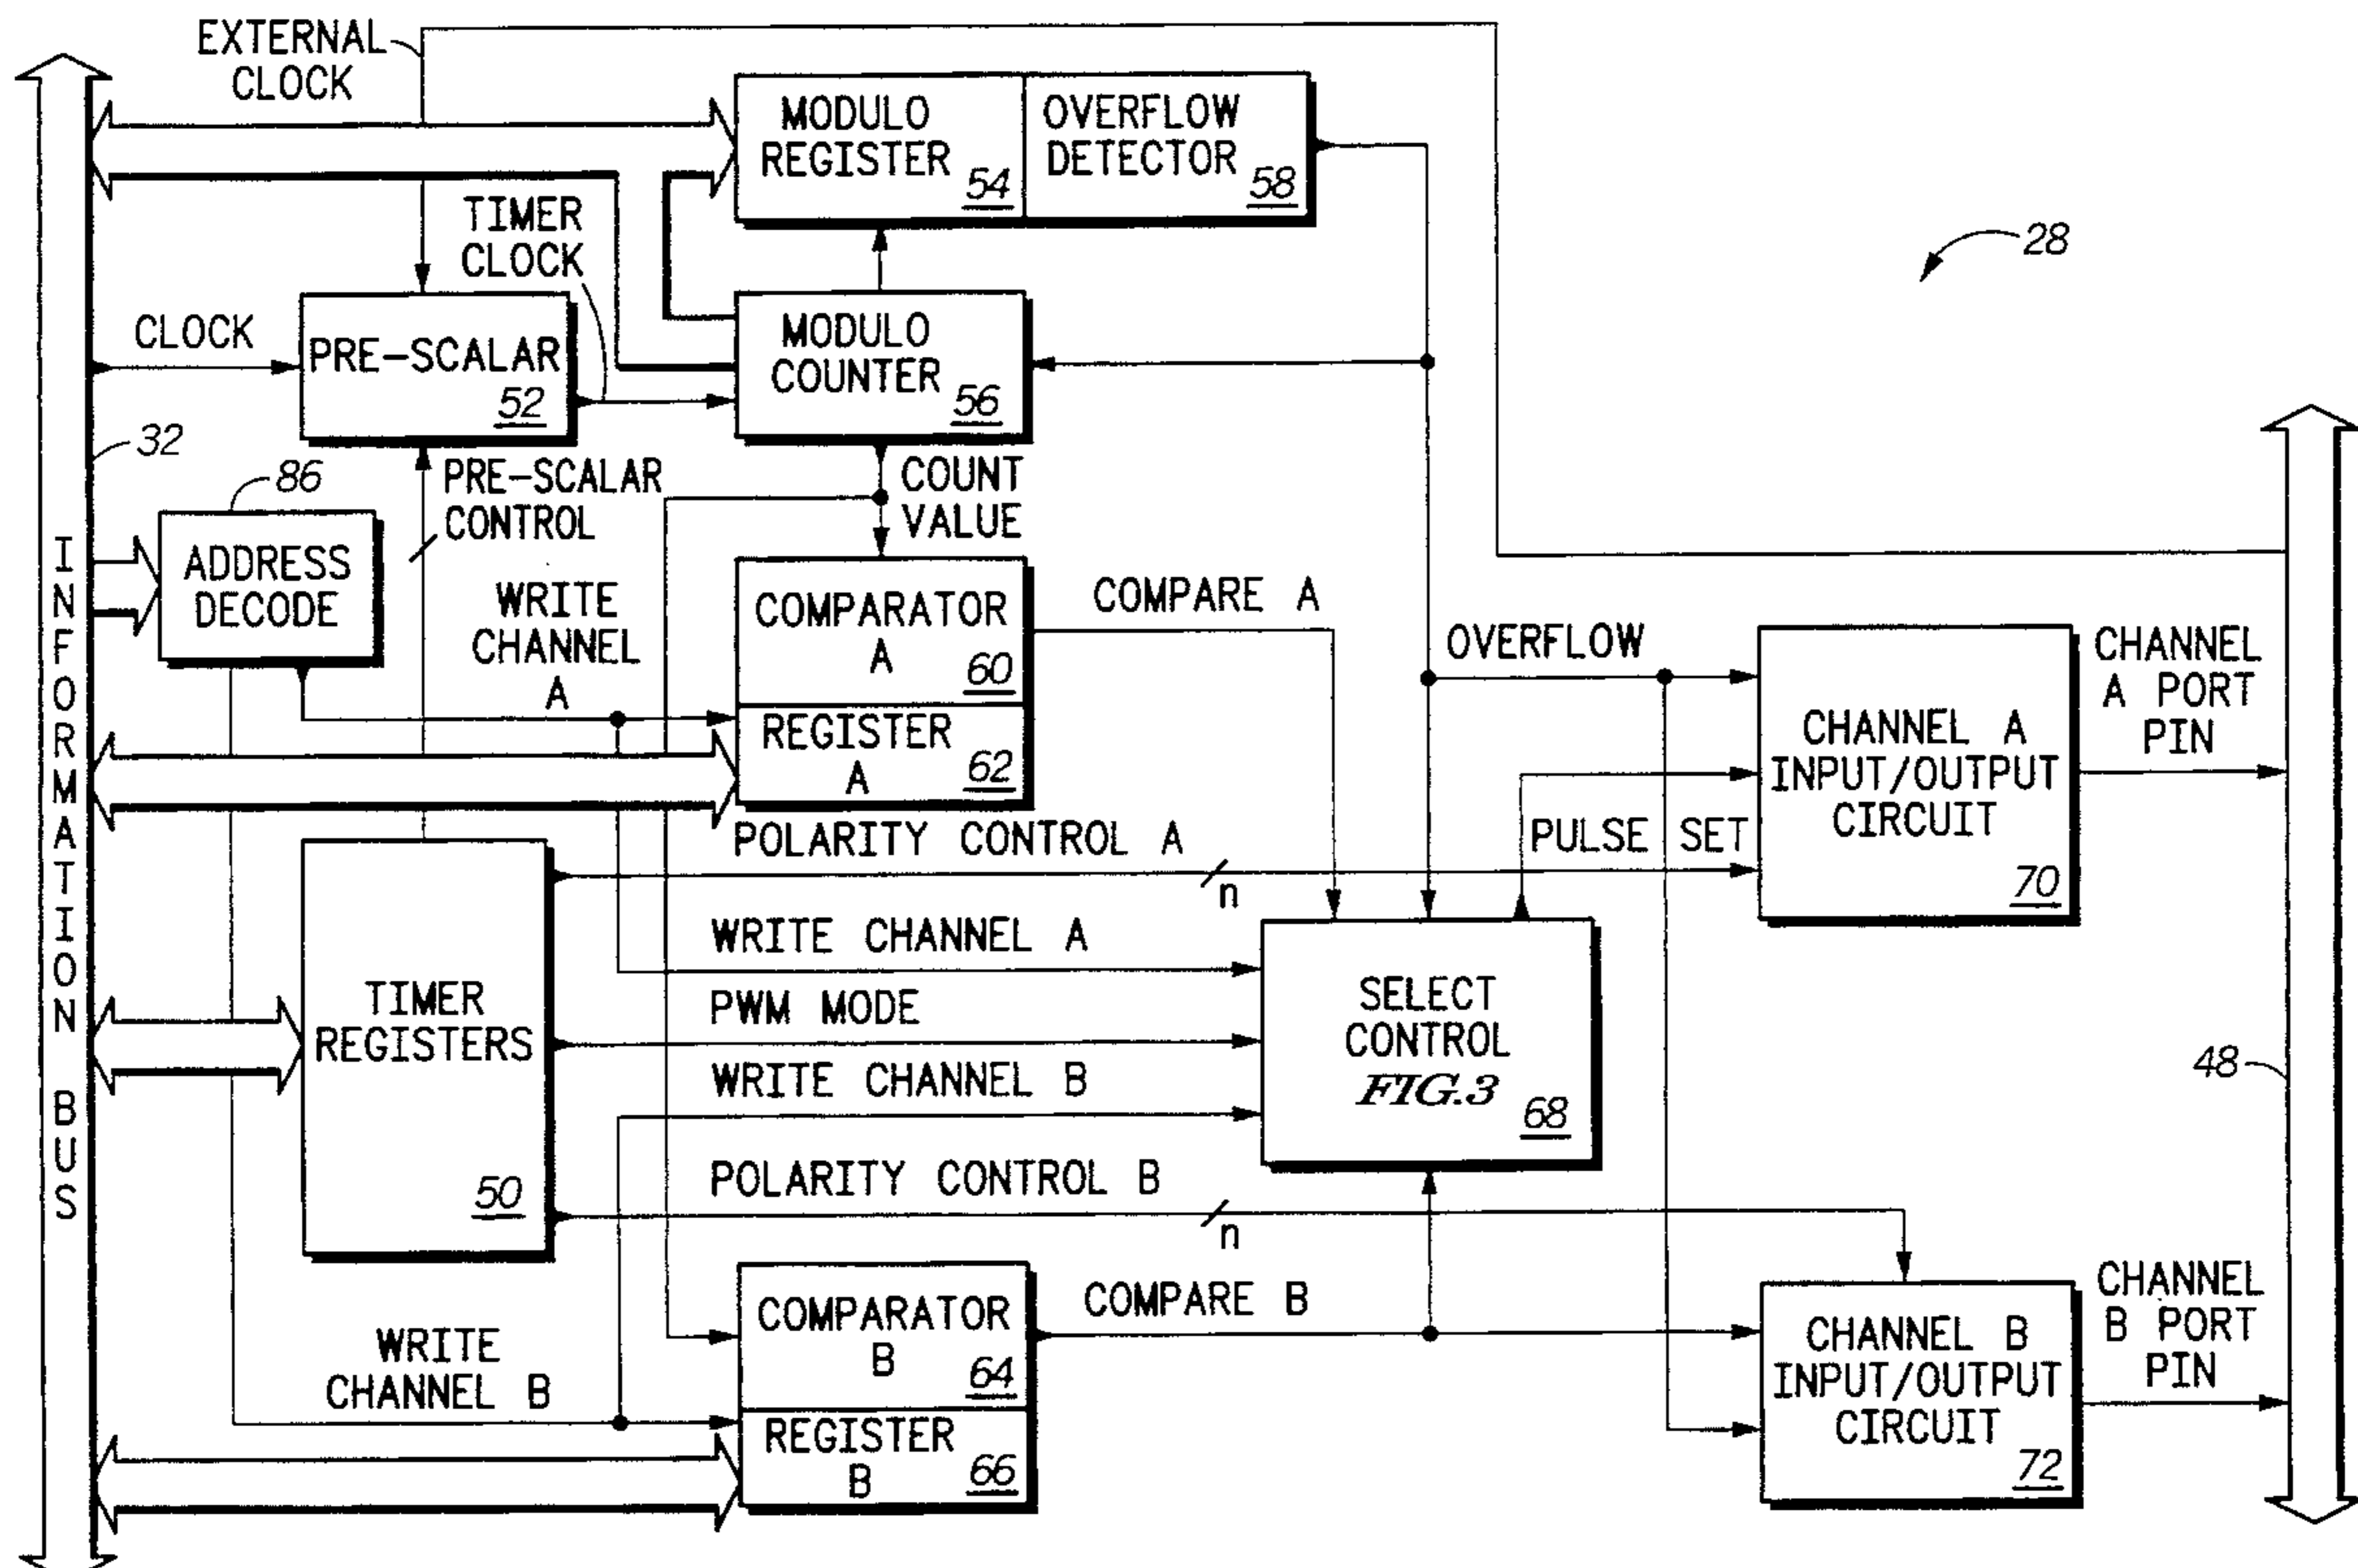 EXTERNAL
CLOCK
MODULO
REGISTER
54
OVERFLOW
DETECTOR
58
TIMER
CLOCK
28
CLOCK
PRE-SCALAR
52
MODULO
COUNTER
56
32
86
PRE-SCALAR
CONTROL
COUNT
VALUE
INFORMATION BUS
ADDRESS
DECODE
WRITE
CHANNEL
A
COMPARATOR
A
60
REGISTER
A
62
COMPARE A
OVERFLOW
CHANNEL
A PORT
PIN
CHANNEL A
INPUT/OUTPUT
CIRCUIT
70
POLARITY CONTROL A
n
PULSE SET
WRITE CHANNEL A
PWM MODE
WRITE CHANNEL B
TIMER
REGISTERS
50
SELECT
CONTROL
FIG.3
68
48
POLARITY CONTROL B
n
WRITE
CHANNEL B
COMPARATOR
B
64
REGISTER
B
66
COMPARE B
CHANNEL B
INPUT/OUTPUT
CIRCUIT
72
CHANNEL
B PORT
PIN